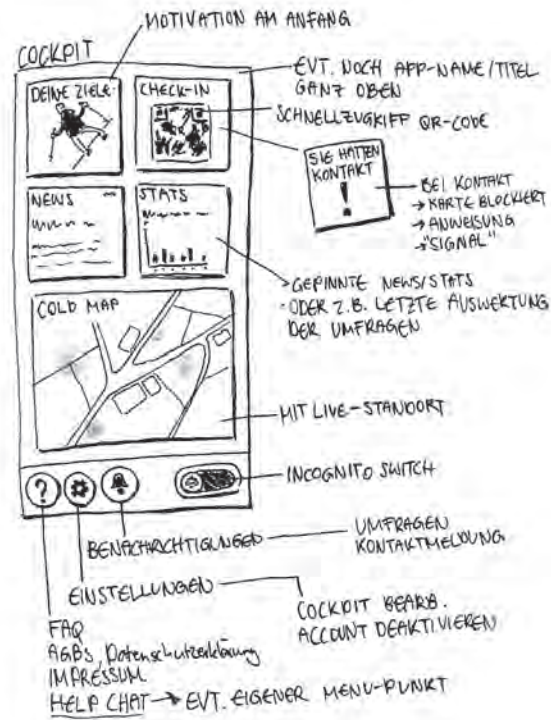 MOTIVATION AM ANFANG
COCKPIT
DEINE ZIELE
CHECK-IN
EVT. NOCH APP-NAME/TITEL
GANZ OBEN
SCHNELLZUGRIFF QR-CODE
SIE HATTEN
KONTAKT
!
BEI KONTAKT
→ KARTE BLOCKIERT
→ ANWEISUNG
→ "SIGNAL"
NEWS
STATS
GEPINNTE NEWS/STATS
ODER Z.B. LETZTE AUSWERTUNG
DER UMFRAGEN
COLD MAP
MIT LIVE-STANDORT
?
INCOGNITO SWITCH
BENACHRICHTIGUNGEN
UMFRAGEN
KONTAKTMELDUNG
EINSTELLUNGEN
COCKPIT BEARB.
ACCOUNT DEAKTIVIEREN
FAQ
AGBs, Datenschutzerklärung
IMPRESSUM
HELP CHAT → EVT. EIGENER MENU-PUNKT